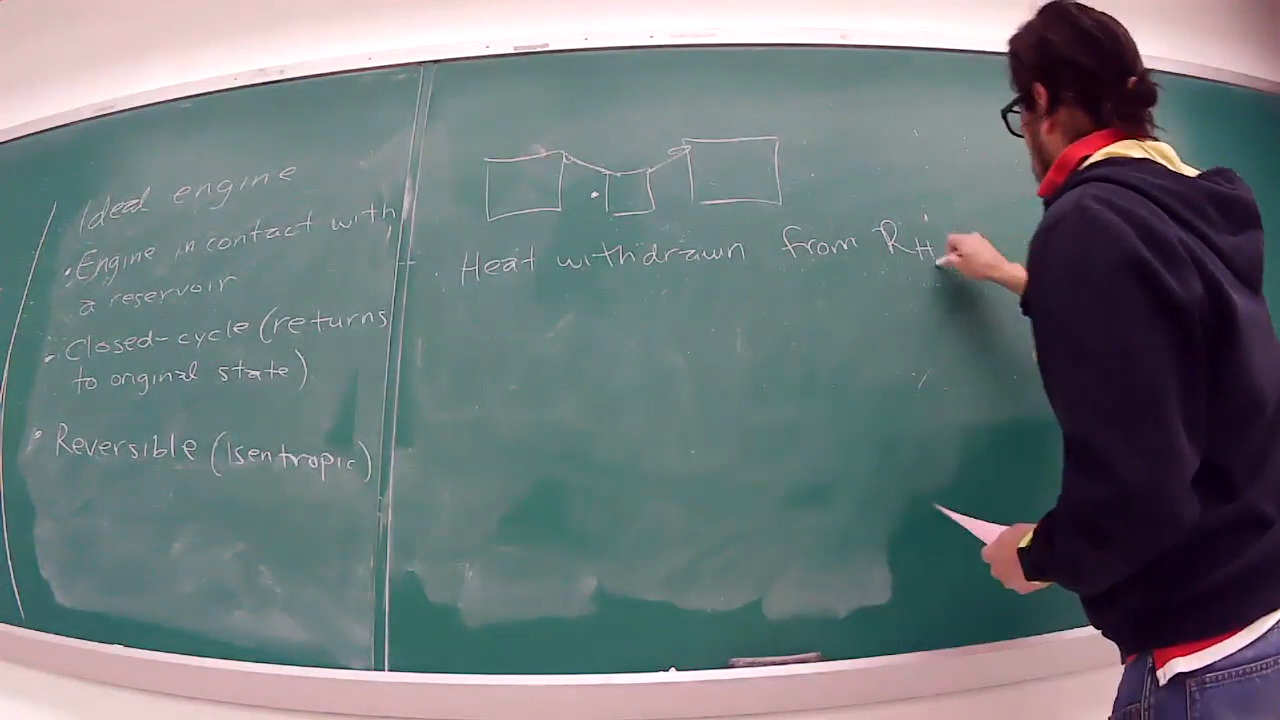 Ideal engine
• Engine in contact with
a reservoir
• Closed-cycle (returns
to original state)
• Reversible (Isentropic)
Heat withdrawn from RH